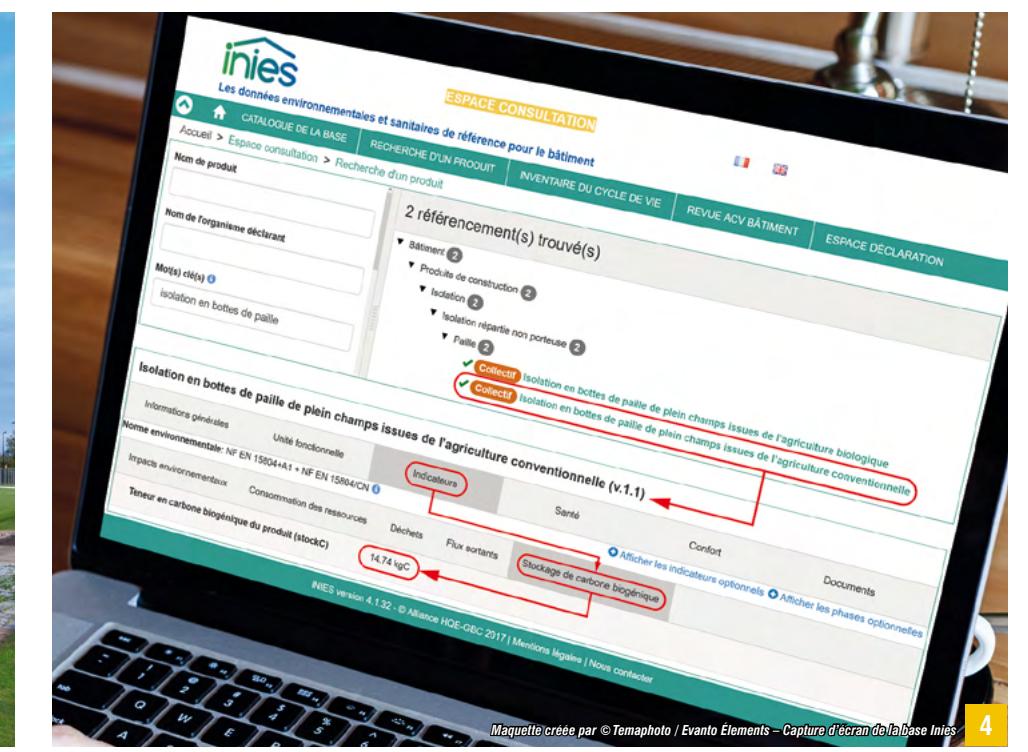 inies
Les données environnementales et sanitaires de référence pour le bâtiment
ESPACE CONSULTATION
CATALOGUE DE LA BASE
RECHERCHE D'UN PRODUIT
INVENTAIRE DU CYCLE DE VIE
REVUE ACV BÂTIMENT
ESPACE DÉCLARATION
Accueil > Espace consultation > Recherche d'un produit
Nom de produit
Nom de l'organisme déclarant
Mot(s) clé(s)
isolation en bottes de paille
2 référencement(s) trouvé(s)
Bâtiment 2
Produits de construction 2
Isolation 2
Isolation répartie non porteuse 2
Paille 2
Collectif Isolation en bottes de paille de plein champs issues de l'agriculture biologique
Collectif Isolation en bottes de paille de plein champs issues de l'agriculture conventionnelle
Isolation en bottes de paille de plein champs issues de l'agriculture conventionnelle (v.1.1)
Informations générales
Unité fonctionnelle
Indicateurs
Santé
Confort
Documents
Norme environnementale: NF EN 15804+A1 + NF EN 15804/CN
Afficher les indicateurs optionnels
Afficher les phases optionnelles
Impacts environnementaux
Consommation des ressources
Déchets
Flux sortants
Stockage de carbone biogénique
Teneur en carbone biogénique du produit (stockC)
14.74 kgC
INIES version 4.1.32 - © Alliance HQE-GBC 2017 | Mentions légales | Nous contacter
Maquette créée par © Temaphoto / Evanto Élements – Capture d'écran de la base Inies
4